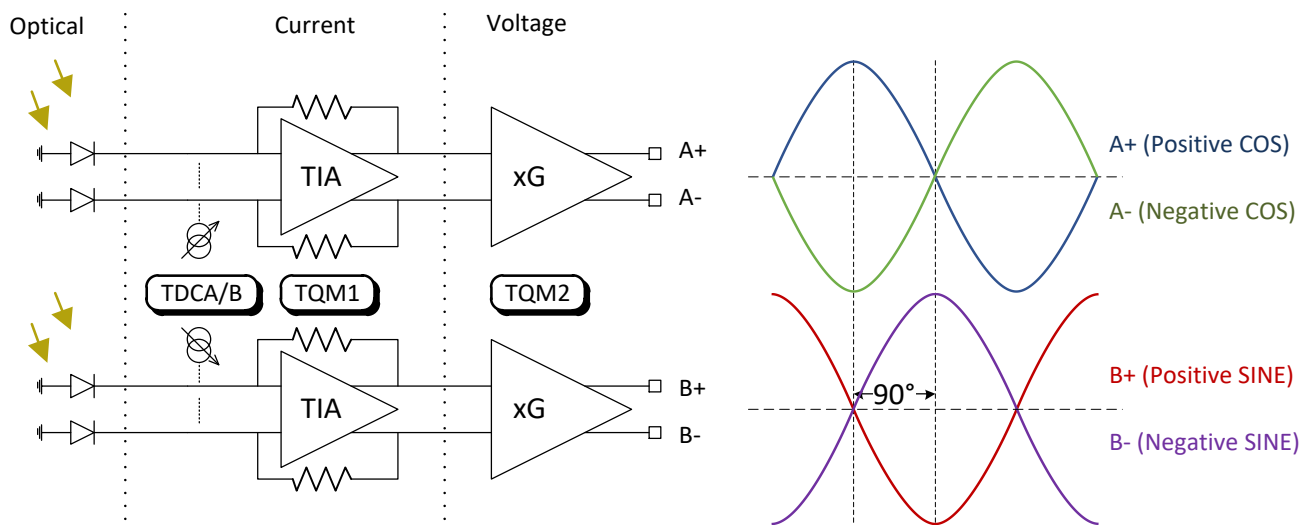 Optical
Current
Voltage
TIA
xG
A+
A-
A+ (Positive COS)
A- (Negative COS)
TDCA/B
TQM1
TQM2
TIA
xG
B+
B-
90°
B+ (Positive SINE)
B- (Negative SINE)